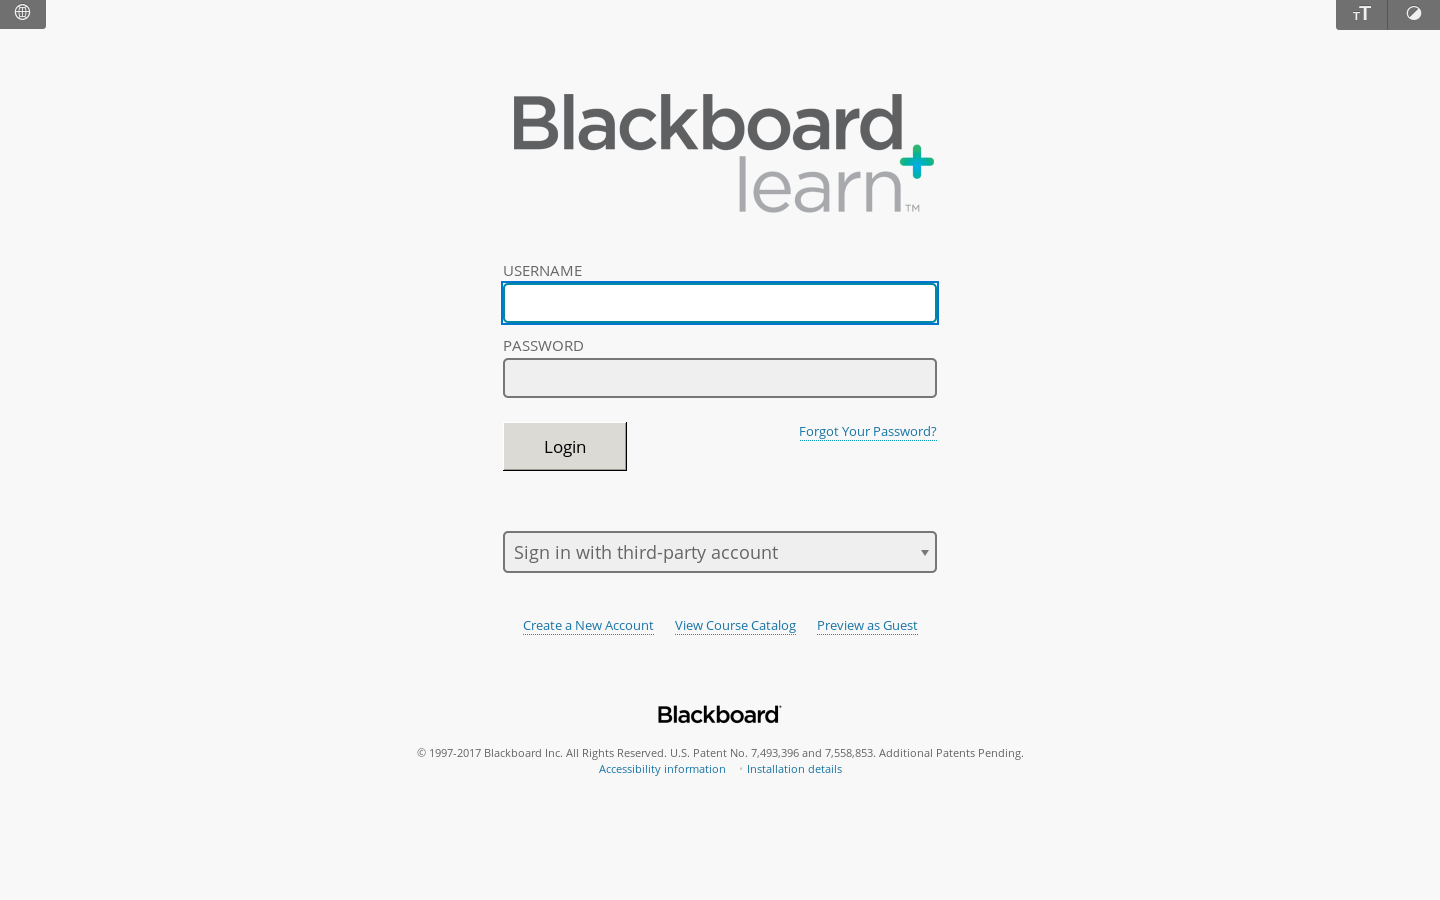 TT
Blackboard
learn™
USERNAME
PASSWORD
Login
Forgot Your Password?
Sign in with third-party account
Create a New Account View Course Catalog Preview as Guest
Blackboard
© 1997-2017 Blackboard Inc. All Rights Reserved. U.S. Patent No. 7,493,396 and 7,558,853. Additional Patents Pending.
Accessibility information • Installation details